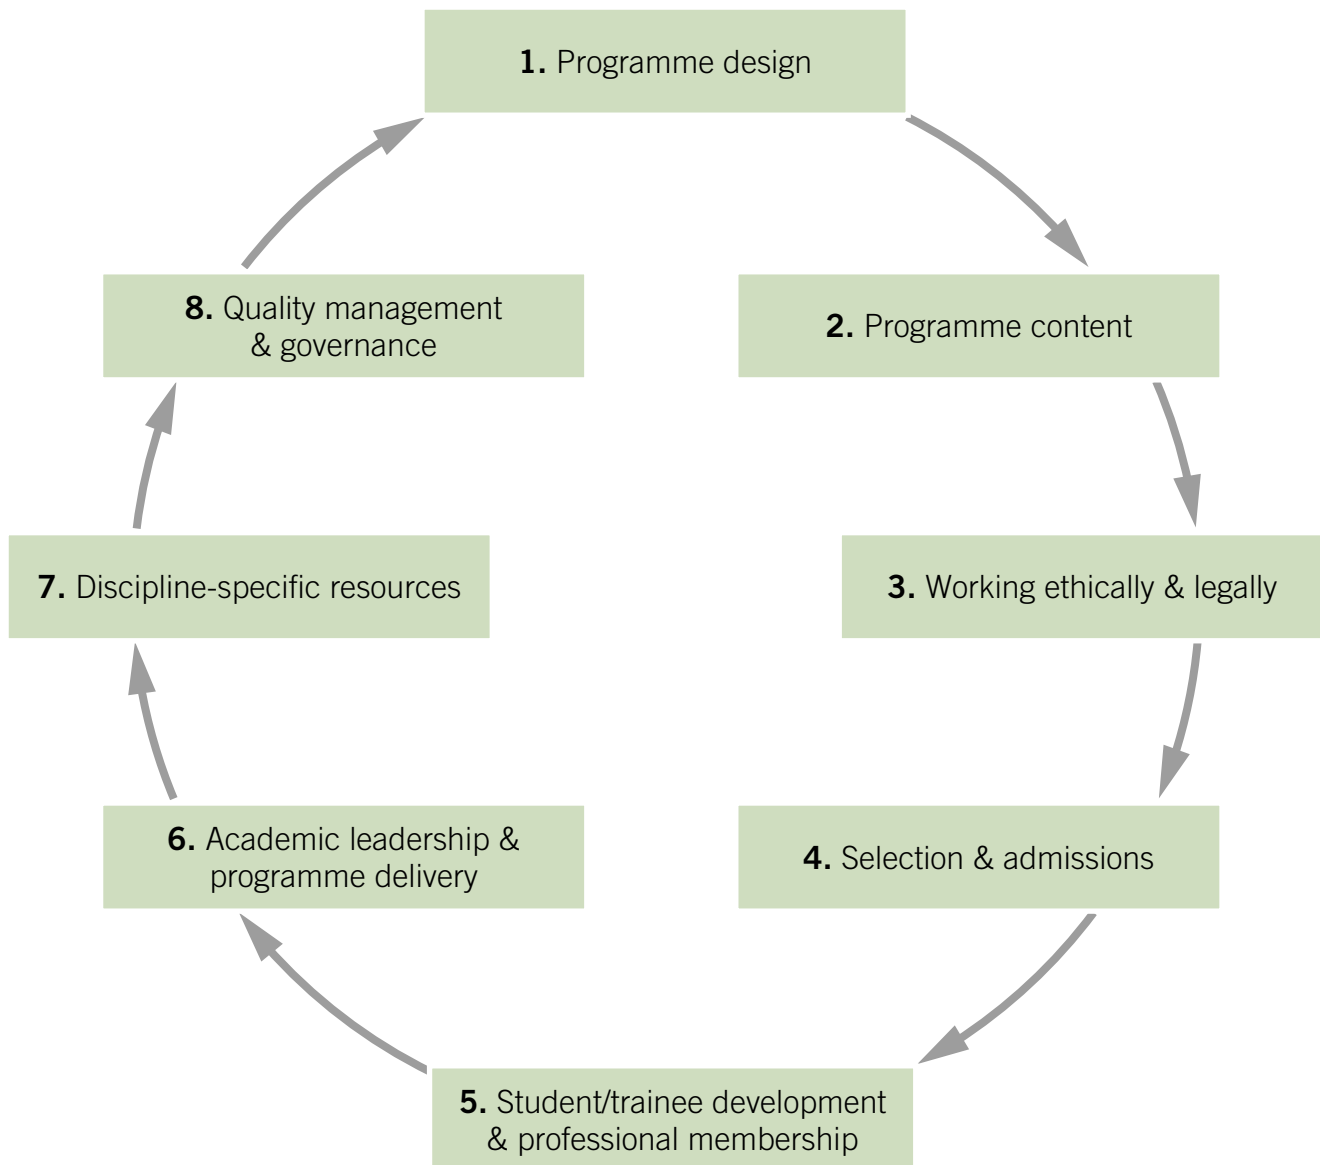 1. Programme design
2. Programme content
3. Working ethically & legally
4. Selection & admissions
5. Student/trainee development
& professional membership
6. Academic leadership &
programme delivery
7. Discipline-specific resources
8. Quality management
& governance